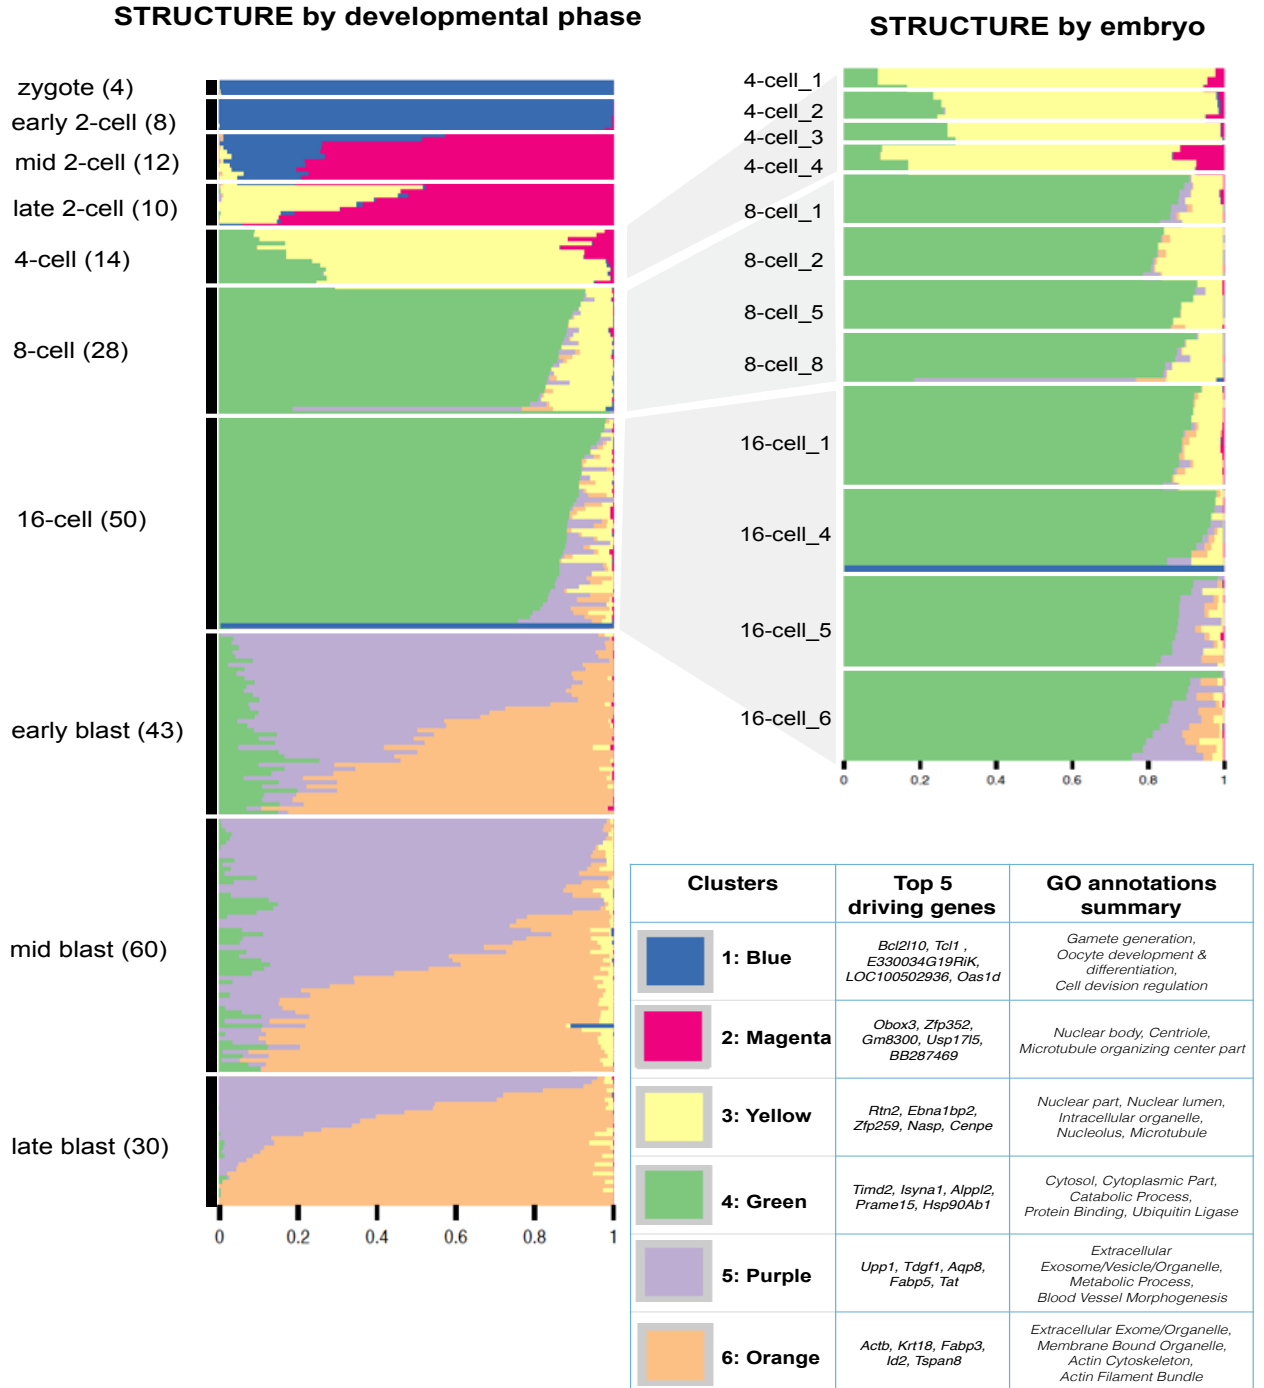 STRUCTURE by developmental phase
zygote (4)
early 2-cell (8)
mid 2-cell (12)
late 2-cell (10)
4-cell (14)
8-cell (28)
16-cell (50)
early blast (43)
mid blast (60)
late blast (30)
0 0.2 0.4 0.6 0.8 1
STRUCTURE by embryo
4-cell_1
4-cell_2
4-cell_3
4-cell_4
8-cell_1
8-cell_2
8-cell_5
8-cell_8
16-cell_1
16-cell_4
16-cell_5
16-cell_6
0 0.2 0.4 0.6 0.8 1
Clusters
Top 5
driving genes
GO annotations
summary
1: Blue
Bcl2l10, Tcl1 ,
E330034G19RiK,
LOC100502936, Oas1d
Gamete generation,
Oocyte development &
differentiation,
Cell devision regulation
2: Magenta
Obox3, Zfp352,
Gm8300, Usp17l5,
BB287469
Nuclear body, Centriole,
Microtubule organizing center part
3: Yellow
Rtn2, Ebna1bp2,
Zfp259, Nasp, Cenpe
Nuclear part, Nuclear lumen,
Intracellular organelle,
Nucleolus, Microtubule
4: Green
Timd2, Isyna1, Alppl2,
Prame15, Hsp90Ab1
Cytosol, Cytoplasmic Part,
Catabolic Process,
Protein Binding, Ubiquitin Ligase
5: Purple
Upp1, Tdgf1, Aqp8,
Fabp5, Tat
Extracellular
Exosome/Vesicle/Organelle,
Metabolic Process,
Blood Vessel Morphogenesis
6: Orange
Actb, Krt18, Fabp3,
Id2, Tspan8
Extracellular Exome/Organelle,
Membrane Bound Organelle,
Actin Cytoskeleton,
Actin Filament Bundle